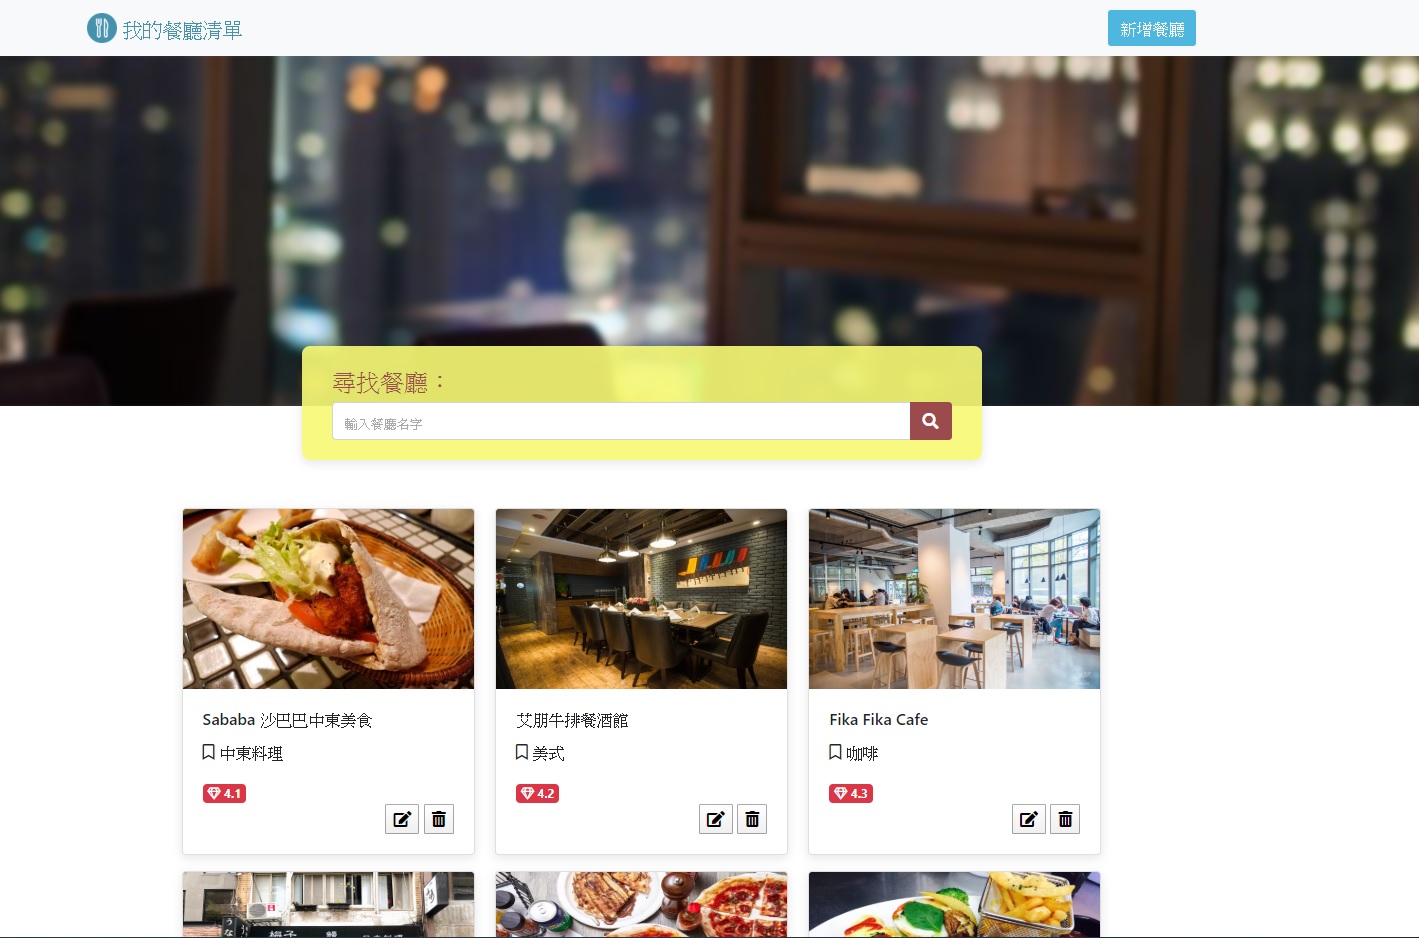 我的餐廳清單
新增餐廳
尋找餐廳：
輸入餐廳名字
Sababa 沙巴巴中東美食
中東料理
4.1
艾朋牛排餐酒館
美式
4.2
Fika Fika Cafe
咖啡
4.3
梅子